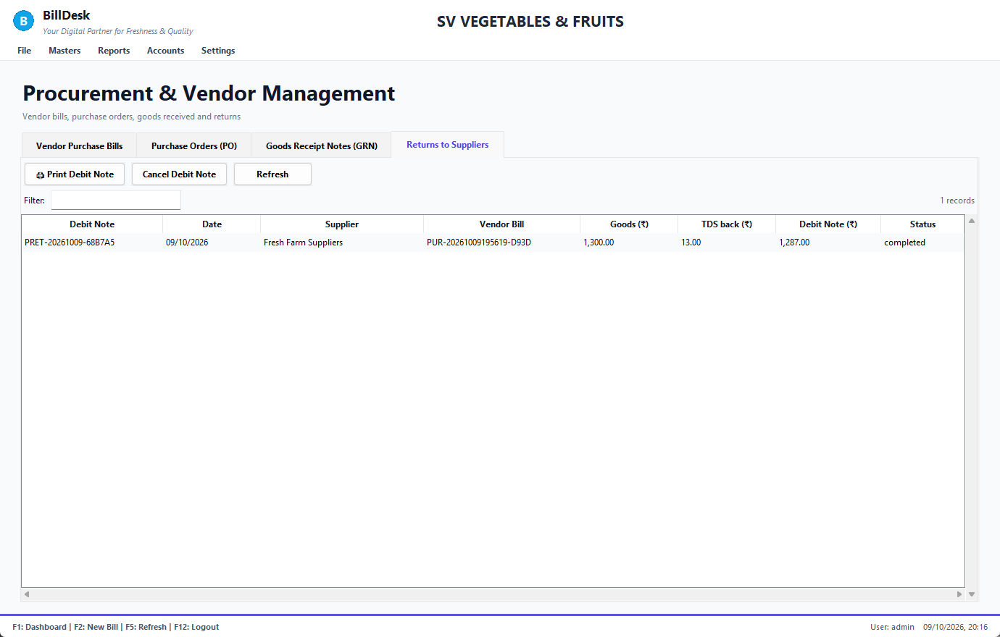 B BillDesk
Your Digital Partner for Freshness & Quality
SV VEGETABLES & FRUITS
File Masters Reports Accounts Settings
Procurement & Vendor Management
Vendor bills, purchase orders, goods received and returns
Vendor Purchase Bills Purchase Orders (PO) Goods Receipt Notes (GRN) Returns to Suppliers
Print Debit Note Cancel Debit Note Refresh
Filter: 1 records
Debit Note Date Supplier Vendor Bill Goods (₹) TDS back (₹) Debit Note (₹) Status
PRET-20261009-68B7A5 09/10/2026 Fresh Farm Suppliers PUR-20261009195619-D93D 1,300.00 13.00 1,287.00 completed
F1: Dashboard | F2: New Bill | F5: Refresh | F12: Logout User: admin 09/10/2026, 20:16